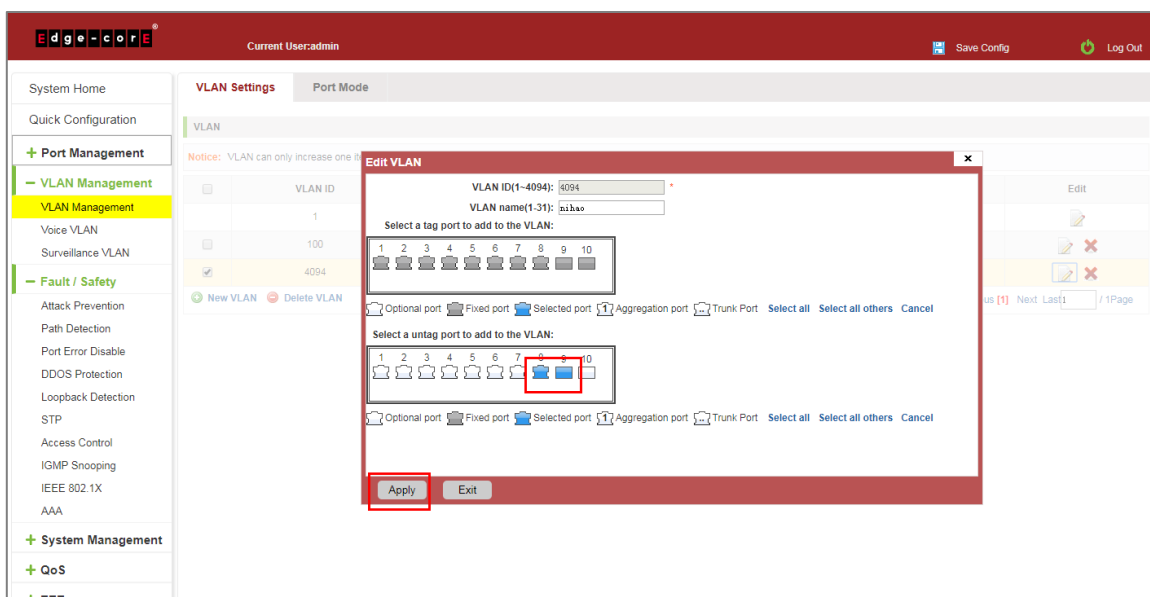 Edge-corE®
Current User:admin
Save Config
Log Out
System Home
Quick Configuration
+ Port Management
− VLAN Management
VLAN Management
Voice VLAN
Surveillance VLAN
− Fault / Safety
Attack Prevention
Path Detection
Port Error Disable
DDOS Protection
Loopback Detection
STP
Access Control
IGMP Snooping
IEEE 802.1X
AAA
+ System Management
+ QoS
VLAN Settings Port Mode
VLAN
Notice: VLAN can only increase one
VLAN ID Edit
1
100
4094
New VLAN Delete VLAN
[1] Next Last 1 / 1Page
Edit VLAN x
VLAN ID(1~4094): 4094 *
VLAN name(1-31): nihao
Select a tag port to add to the VLAN:
1 2 3 4 5 6 7 8 9 10
Optional port Fixed port Selected port 1 Aggregation port .. Trunk Port Select all Select all others Cancel
Select a untag port to add to the VLAN:
1 2 3 4 5 6 7 8 9 10
Optional port Fixed port Selected port 1 Aggregation port .. Trunk Port Select all Select all others Cancel
Apply Exit